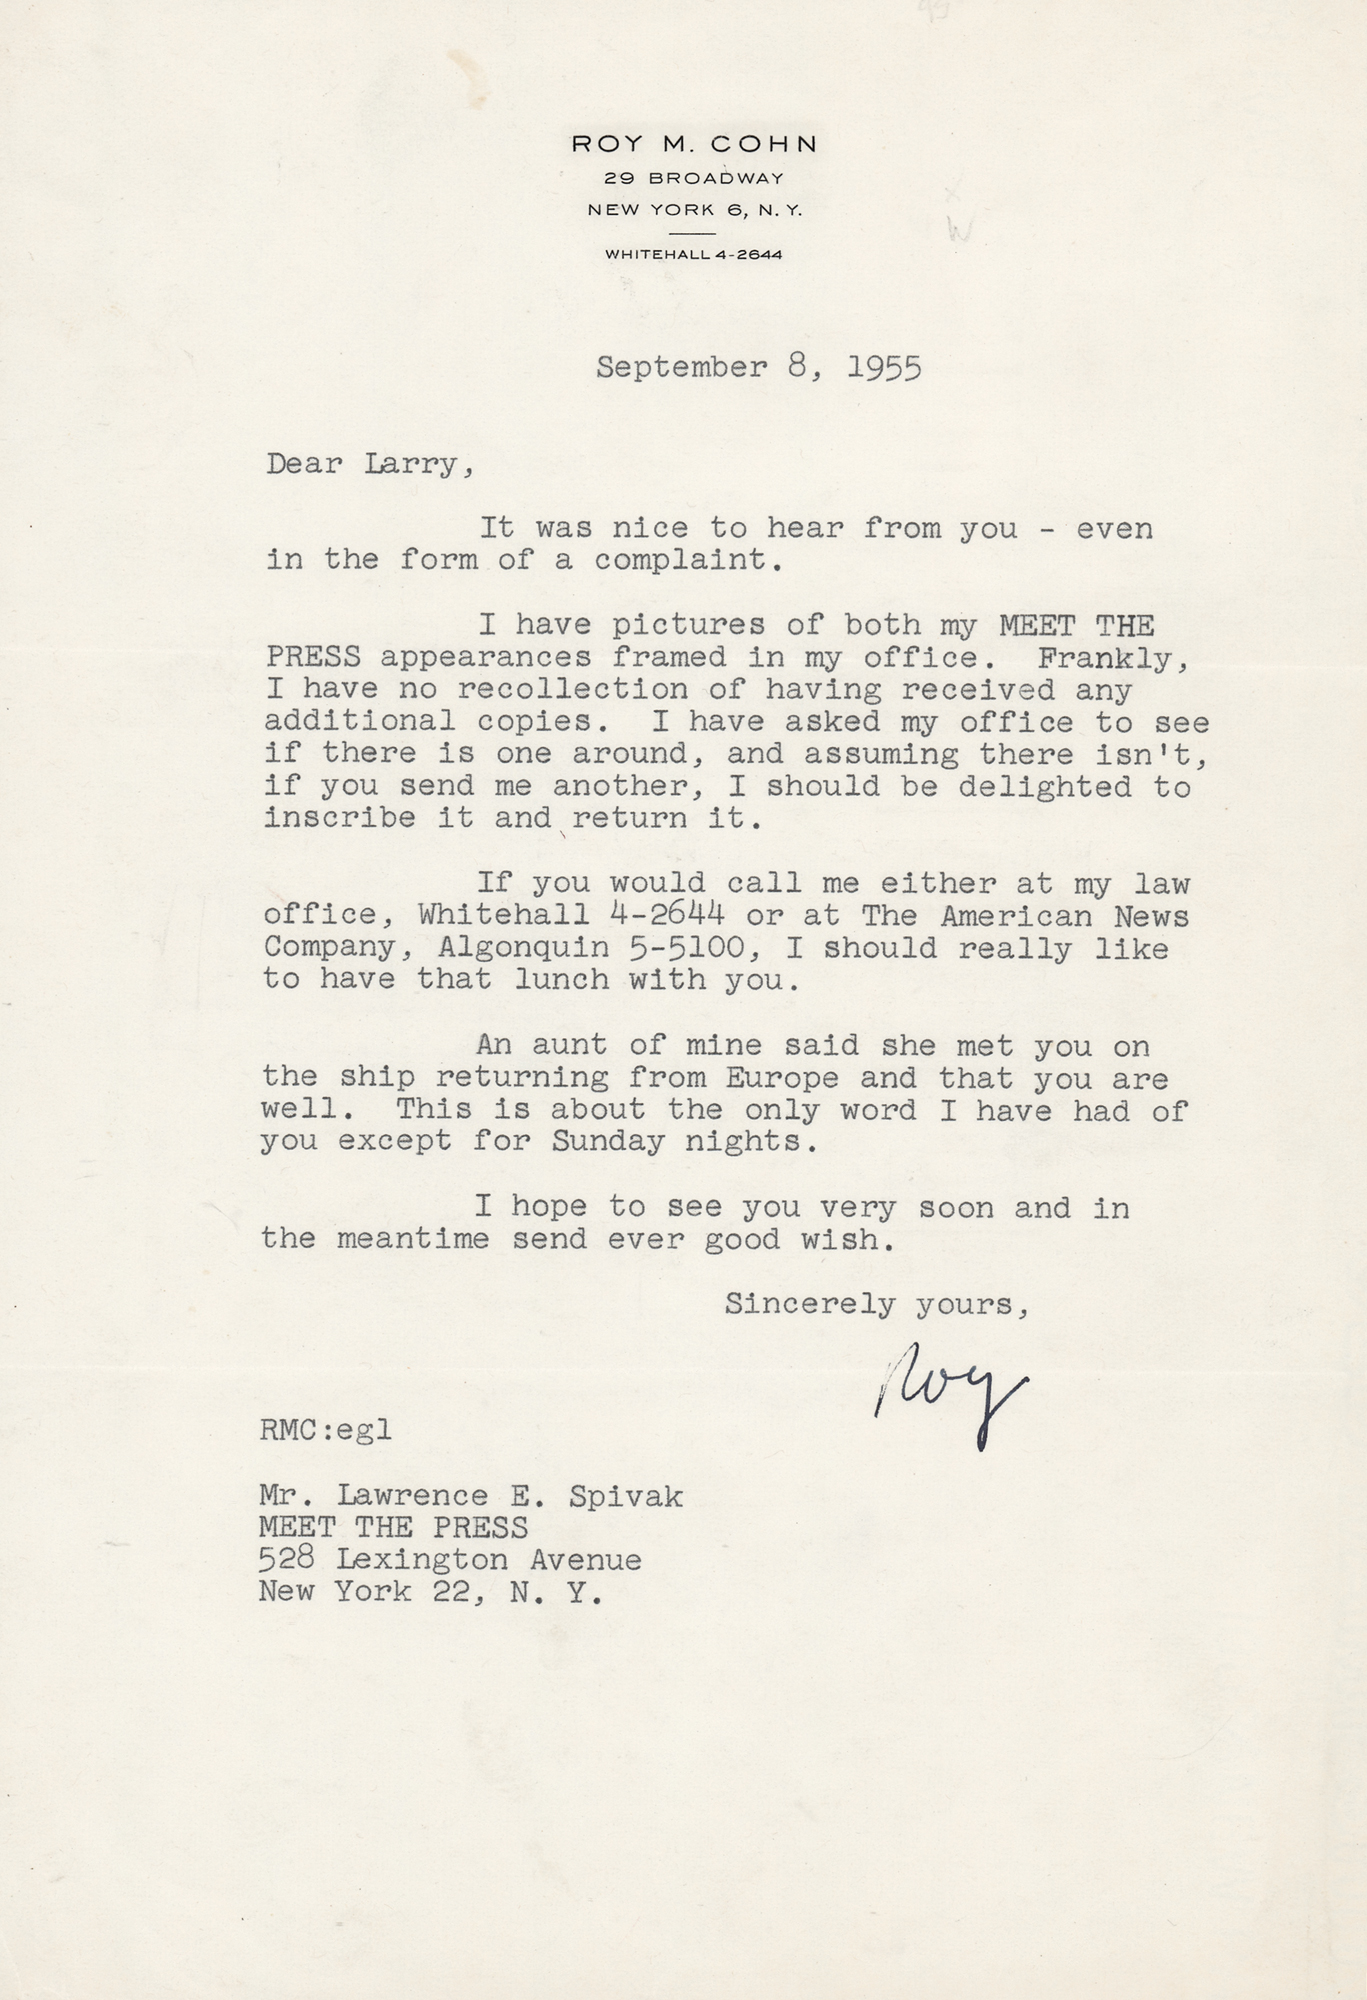 ROY M. COHN
29 BROADWAY
NEW YORK 6, N. Y.
WHITEHALL 4-2644
September 8, 1955
Dear Larry,
It was nice to hear from you - even
in the form of a complaint.
I have pictures of both my MEET THE
PRESS appearances framed in my office.  Frankly,
I have no recollection of having received any
additional copies.  I have asked my office to see
if there is one around, and assuming there isn't,
if you send me another, I should be delighted to
inscribe it and return it.
If you would call me either at my law
office, Whitehall 4-2644 or at The American News
Company, Algonquin 5-5100, I should really like
to have that lunch with you.
An aunt of mine said she met you on
the ship returning from Europe and that you are
well.  This is about the only word I have had of
you except for Sunday nights.
I hope to see you very soon and in
the meantime send ever good wish.
Sincerely yours,
Roy
RMC:egl
Mr. Lawrence E. Spivak
MEET THE PRESS
528 Lexington Avenue
New York 22, N. Y.